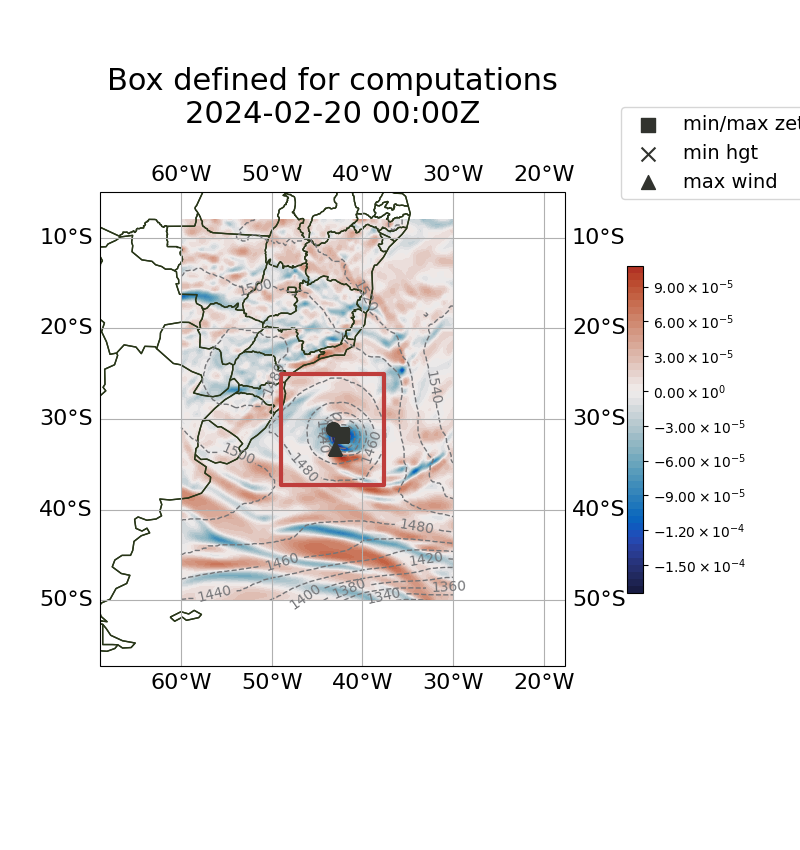 Box defined for computations
2024-02-20 00:00Z
min/max zet
min hgt
max wind
60°W 50°W 40°W 30°W 20°W
10°S 10°S
20°S 20°S
30°S 30°S
40°S 40°S
50°S 50°S
60°W 50°W 40°W 30°W 20°W
9.00×10⁻⁵
6.00×10⁻⁵
3.00×10⁻⁵
0.00×10⁰
−3.00×10⁻⁵
−6.00×10⁻⁵
−9.00×10⁻⁵
−1.20×10⁻⁴
−1.50×10⁻⁴
1500
1540
1460
1500
1480
1480
1460
1420
1440
1400
1380
1340
1360